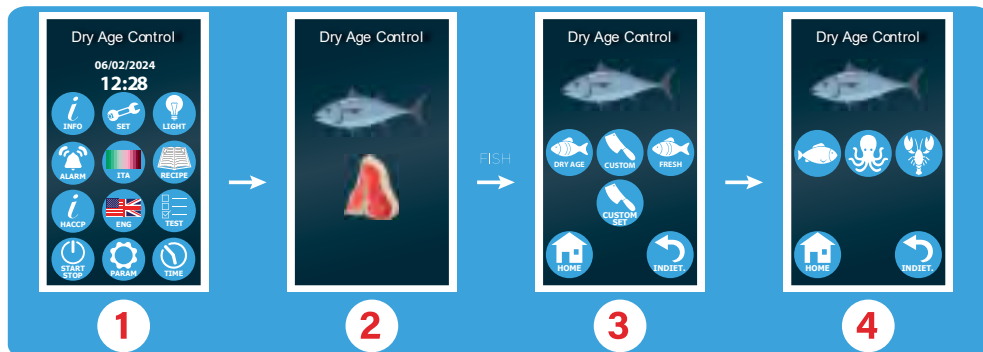 Dry Age Control
06/02/2024
12:28
i INFO
SET
LIGHT
ALARM
ITA
RECIPE
i HACCP
ENG
TEST
START STOP
PARAM
TIME
1
Dry Age Control
2
FISH
Dry Age Control
DRY AGE
CUSTOM
FRESH
CUSTOM SET
HOME
INDIET.
3
Dry Age Control
HOME
INDIET.
4